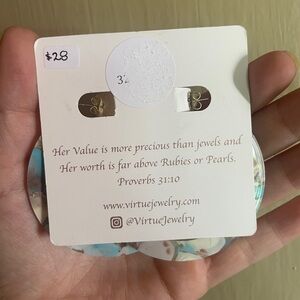 $28
32
Her Value is more precious than jewels and
Her worth is far above Rubies or Pearls.
Proverbs 31:10
www.virtuejewelry.com
@VirtueJewelry